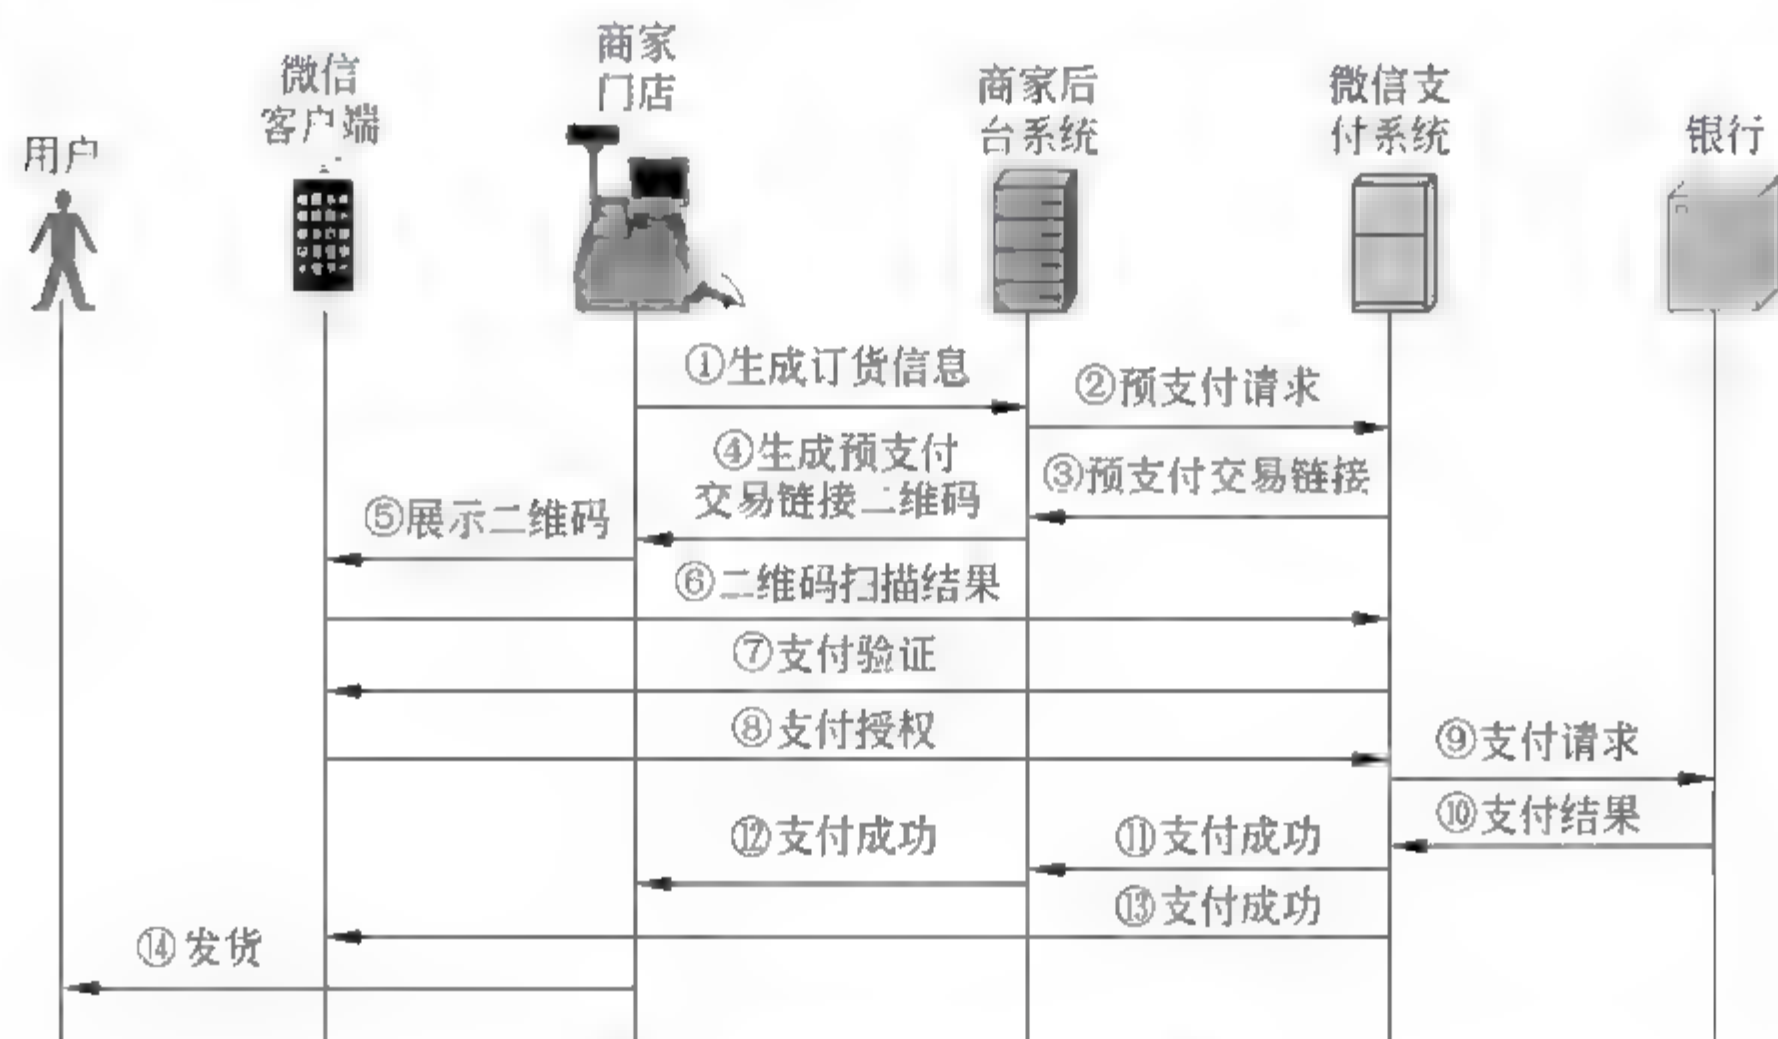 用户
微信
客户端
商家
门店
商家后
台系统
微信支
付系统
银行
①生成订货信息
②预支付请求
③预支付交易链接
④生成预支付
交易链接二维码
⑤展示二维码
⑥二维码扫描结果
⑦支付验证
⑧支付授权
⑨支付请求
⑩支付结果
⑪支付成功
⑫支付成功
⑬支付成功
⑭发货